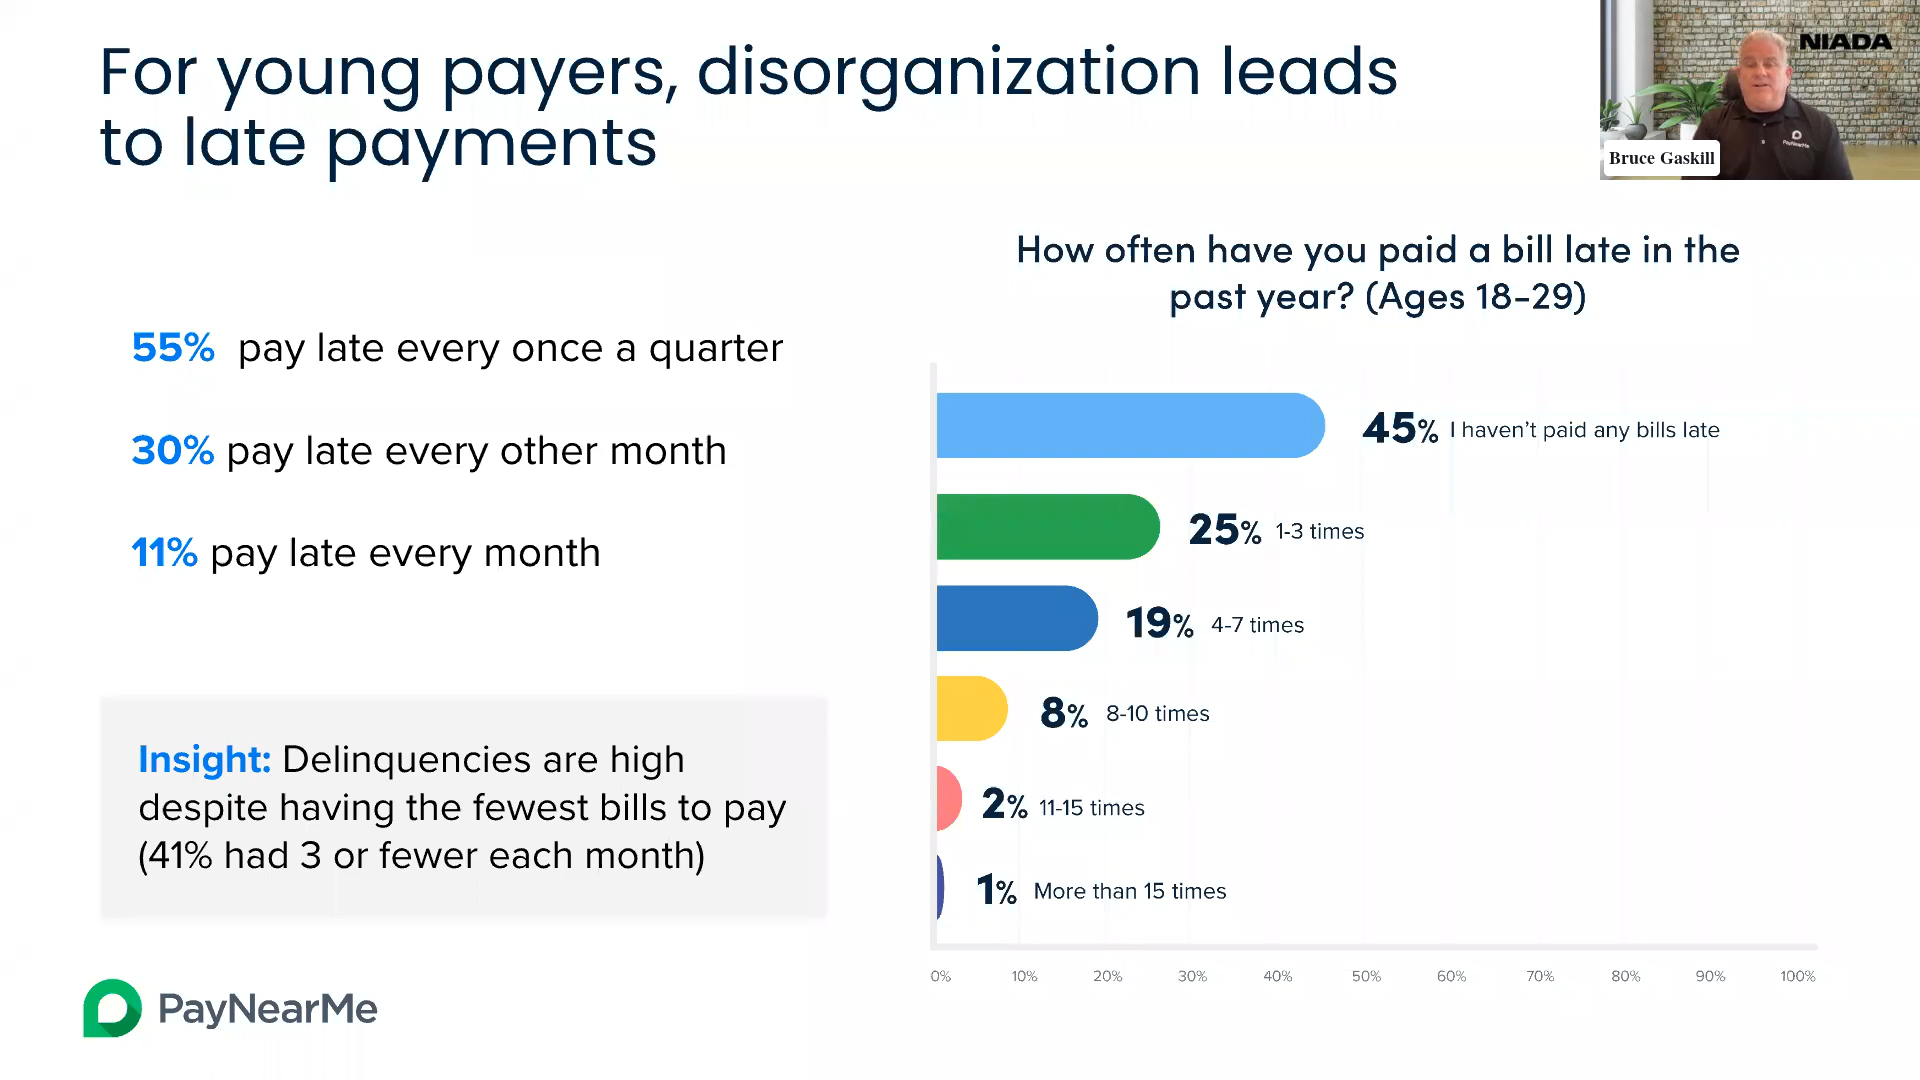 For young payers, disorganization leads
to late payments
NIADA
PayNearMe
Bruce Gaskill
55% pay late every once a quarter
30% pay late every other month
11% pay late every month
Insight: Delinquencies are high
despite having the fewest bills to pay
(41% had 3 or fewer each month)
PayNearMe
How often have you paid a bill late in the
past year? (Ages 18-29)
45% I haven't paid any bills late
25% 1-3 times
19% 4-7 times
8% 8-10 times
2% 11-15 times
1% More than 15 times
0% 10% 20% 30% 40% 50% 60% 70% 80% 90% 100%